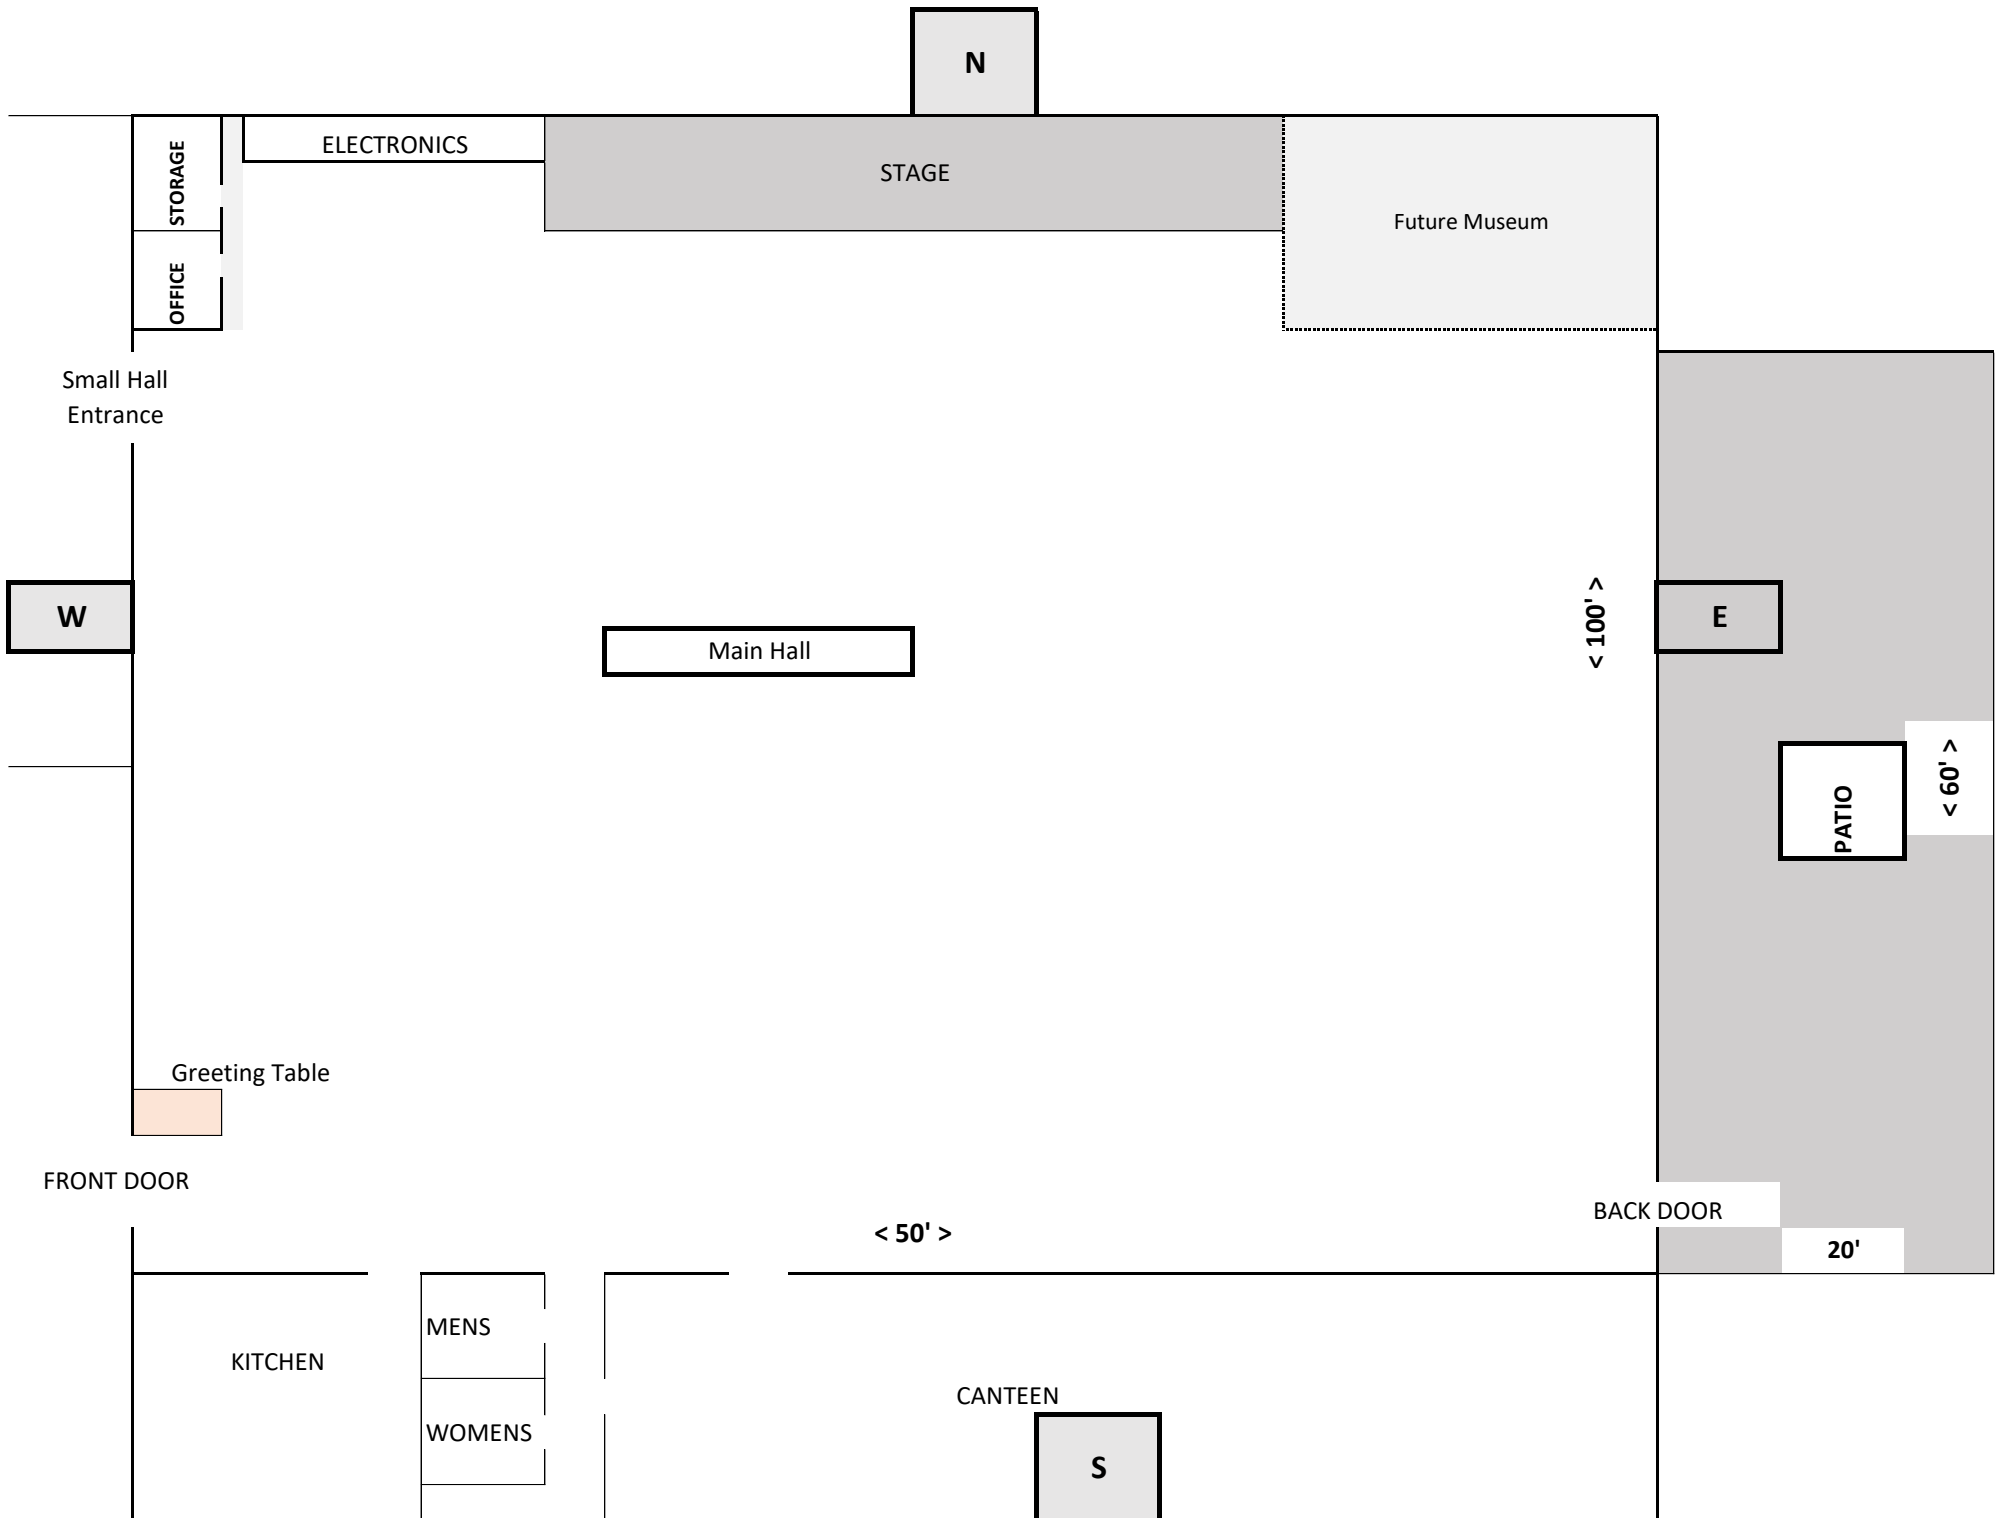 N
STORAGE
ELECTRONICS
STAGE
Future Museum
OFFICE
Small Hall
Entrance
W
Main Hall
< 100' >
E
PATIO
< 60' >
Greeting Table
FRONT DOOR
BACK DOOR
< 50' >
20'
MENS
KITCHEN
CANTEEN
WOMENS
S